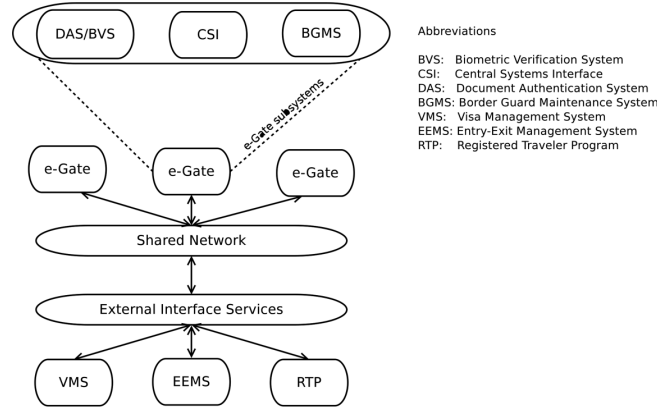 DAS/BVS
CSI
BGMS
e-Gate subsystems
e-Gate
e-Gate
e-Gate
Shared Network
External Interface Services
VMS
EEMS
RTP
Abbreviations
BVS: Biometric Verification System
CSI: Central Systems Interface
DAS: Document Authentication System
BGMS: Border Guard Maintenance System
VMS: Visa Management System
EEMS: Entry-Exit Management System
RTP: Registered Traveler Program